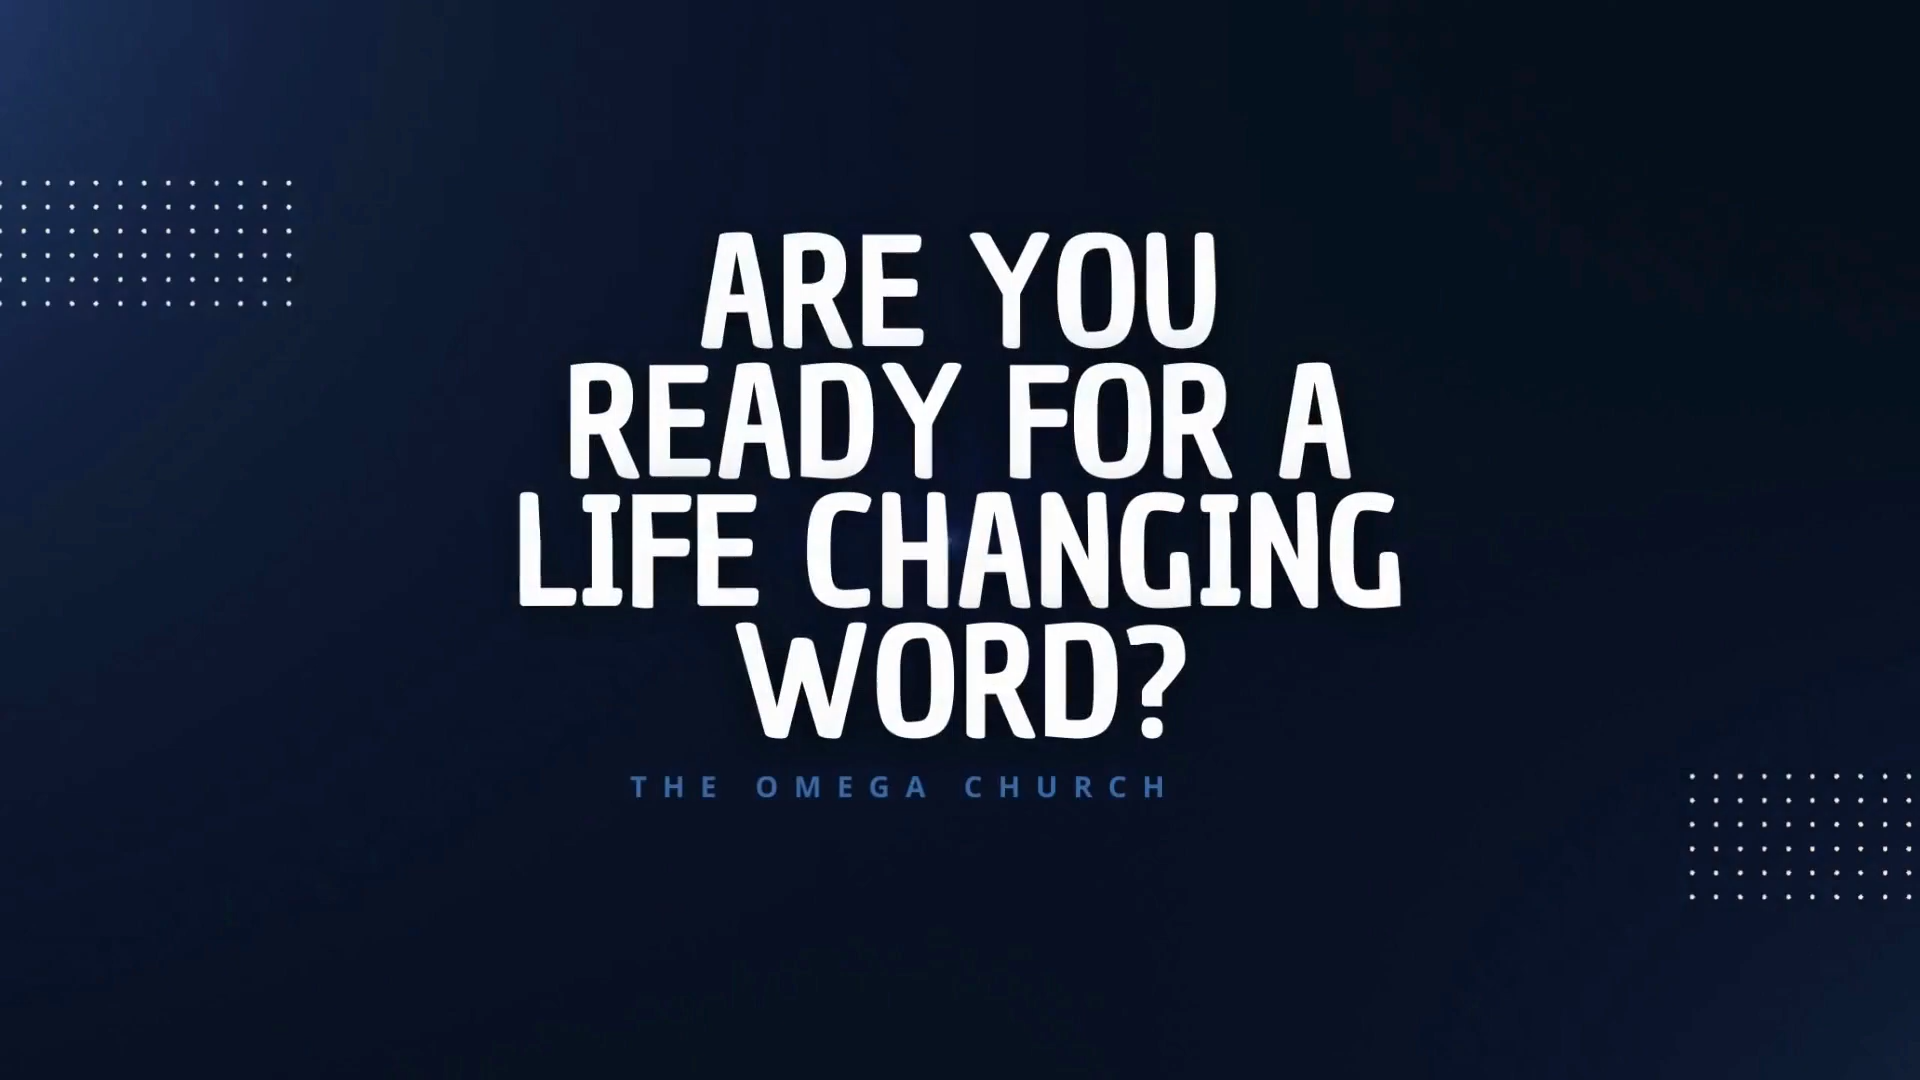 ARE YOU
READY FOR A
LIFE CHANGING
WORD?
THE OMEGA CHURCH